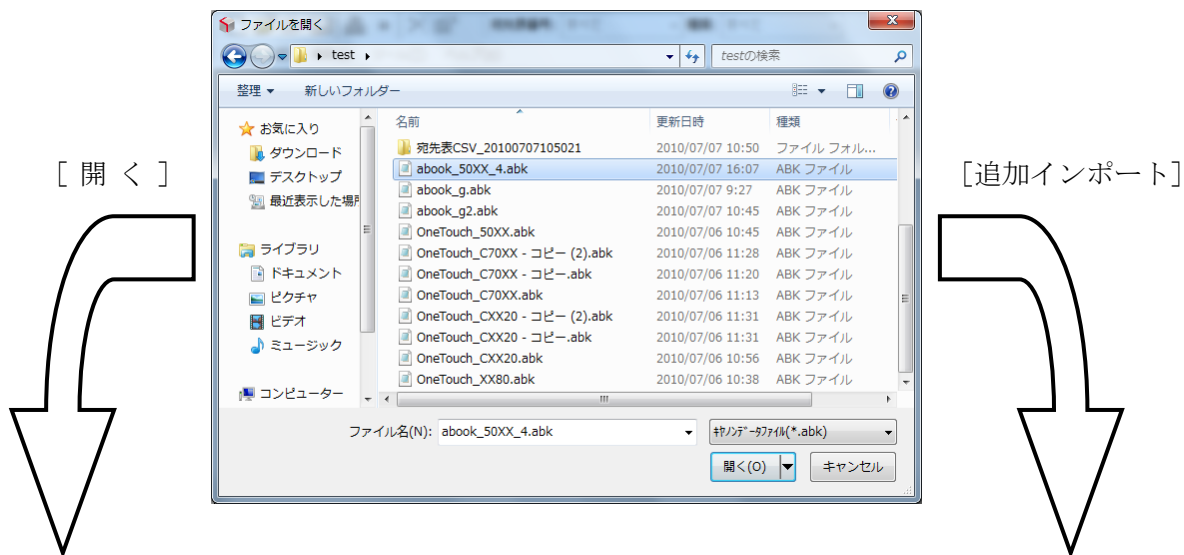 ファイルを開く
test
testの検索
整理
新しいフォルダー
お気に入り
ダウンロード
デスクトップ
最近表示した場所
ライブラリ
ドキュメント
ピクチャ
ビデオ
ミュージック
コンピューター
名前 更新日時 種類
宛先表CSV_20100707105021 2010/07/07 10:50 ファイル フォル...
abook_50XX_4.abk 2010/07/07 16:07 ABK ファイル
abook_g.abk 2010/07/07 9:27 ABK ファイル
abook_g2.abk 2010/07/07 10:45 ABK ファイル
OneTouch_50XX.abk 2010/07/06 10:45 ABK ファイル
OneTouch_C70XX - コピー (2).abk 2010/07/06 11:28 ABK ファイル
OneTouch_C70XX - コピー.abk 2010/07/06 11:20 ABK ファイル
OneTouch_C70XX.abk 2010/07/06 11:13 ABK ファイル
OneTouch_CXX20 - コピー (2).abk 2010/07/06 11:31 ABK ファイル
OneTouch_CXX20 - コピー.abk 2010/07/06 11:31 ABK ファイル
OneTouch_CXX20.abk 2010/07/06 10:56 ABK ファイル
OneTouch_XX80.abk 2010/07/06 10:38 ABK ファイル
ファイル名(N): abook_50XX_4.abk
ｷﾔﾉﾝﾃﾞｰﾀﾌｧｲﾙ(*.abk)
開く(O)
キャンセル
[ 開 く ]
[追加インポート]